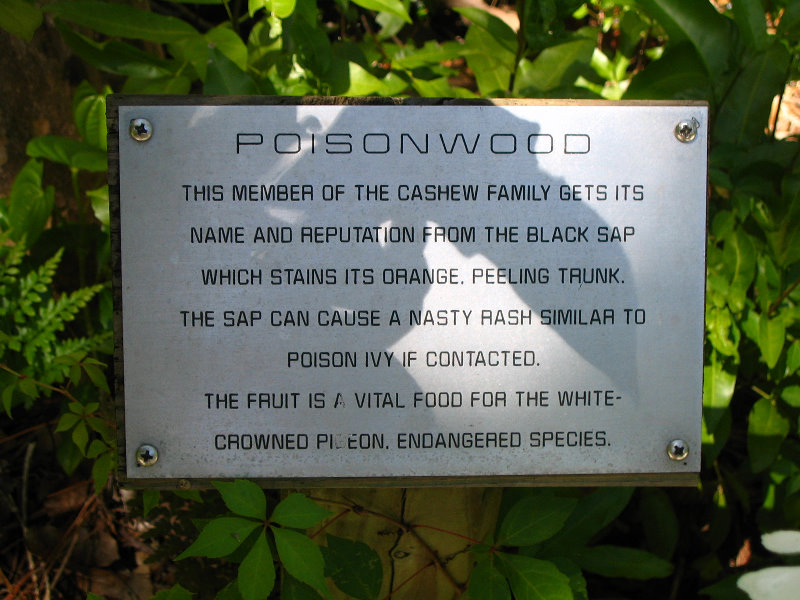 POISONWOOD
THIS MEMBER OF THE CASHEW FAMILY GETS ITS
NAME AND REPUTATION FROM THE BLACK SAP
WHICH STAINS ITS ORANGE, PEELING TRUNK.
THE SAP CAN CAUSE A NASTY RASH SIMILAR TO
POISON IVY IF CONTACTED.
THE FRUIT IS A VITAL FOOD FOR THE WHITE-
CROWNED PIGEON, ENDANGERED SPECIES.